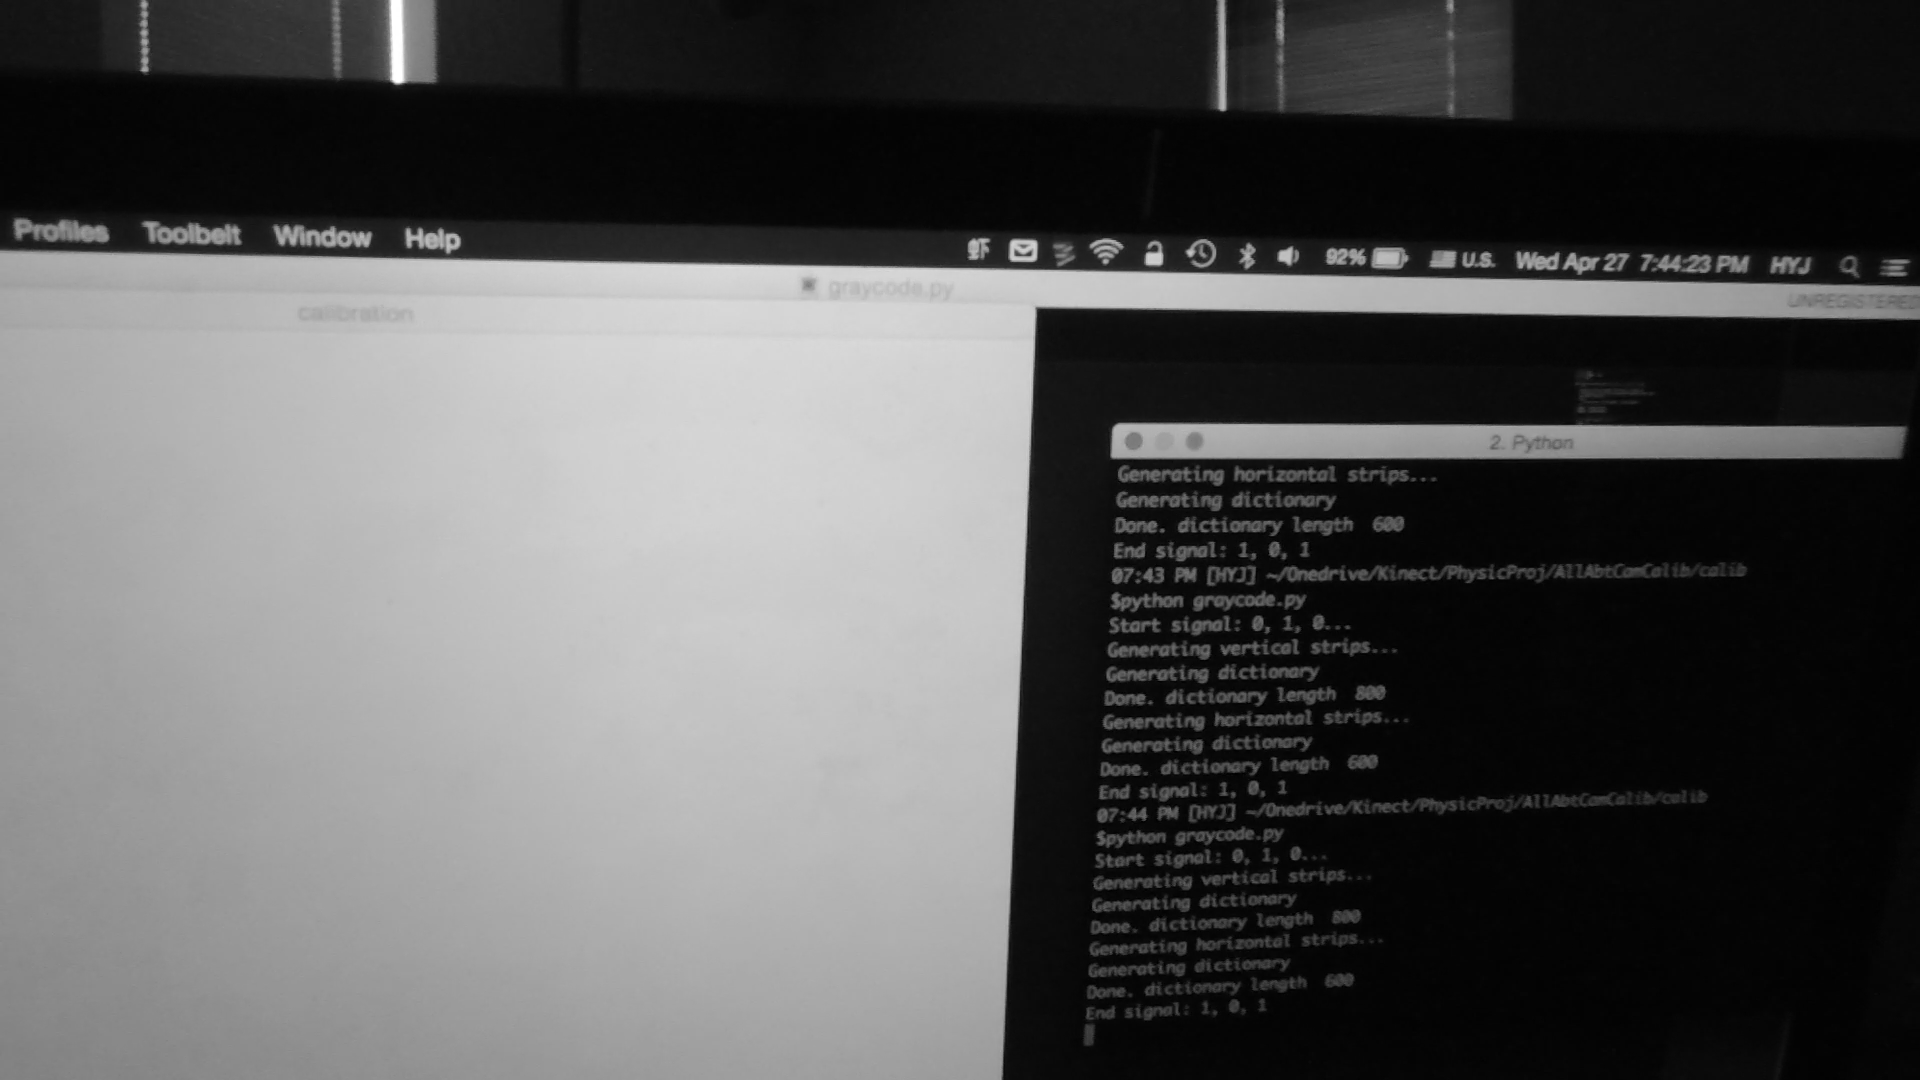 Profiles Toolbelt Window Help 虾 92% U.S. Wed Apr 27 7:44:23 PM HYJ
graycode.py
UNREGISTERED
calibration
2. Python
Generating horizontal strips...
Generating dictionary
Done. dictionary length 600
End signal: 1, 0, 1
07:43 PM [HYJ] ~/Onedrive/Kinect/PhysicProj/AllAbtCamCalib/calib
$python graycode.py
Start signal: 0, 1, 0...
Generating vertical strips...
Generating dictionary
Done. dictionary length 800
Generating horizontal strips...
Generating dictionary
Done. dictionary length 600
End signal: 1, 0, 1
07:44 PM [HYJ] ~/Onedrive/Kinect/PhysicProj/AllAbtCamCalib/calib
$python graycode.py
Start signal: 0, 1, 0...
Generating vertical strips...
Generating dictionary
Done. dictionary length 800
Generating horizontal strips...
Generating dictionary
Done. dictionary length 600
End signal: 1, 0, 1